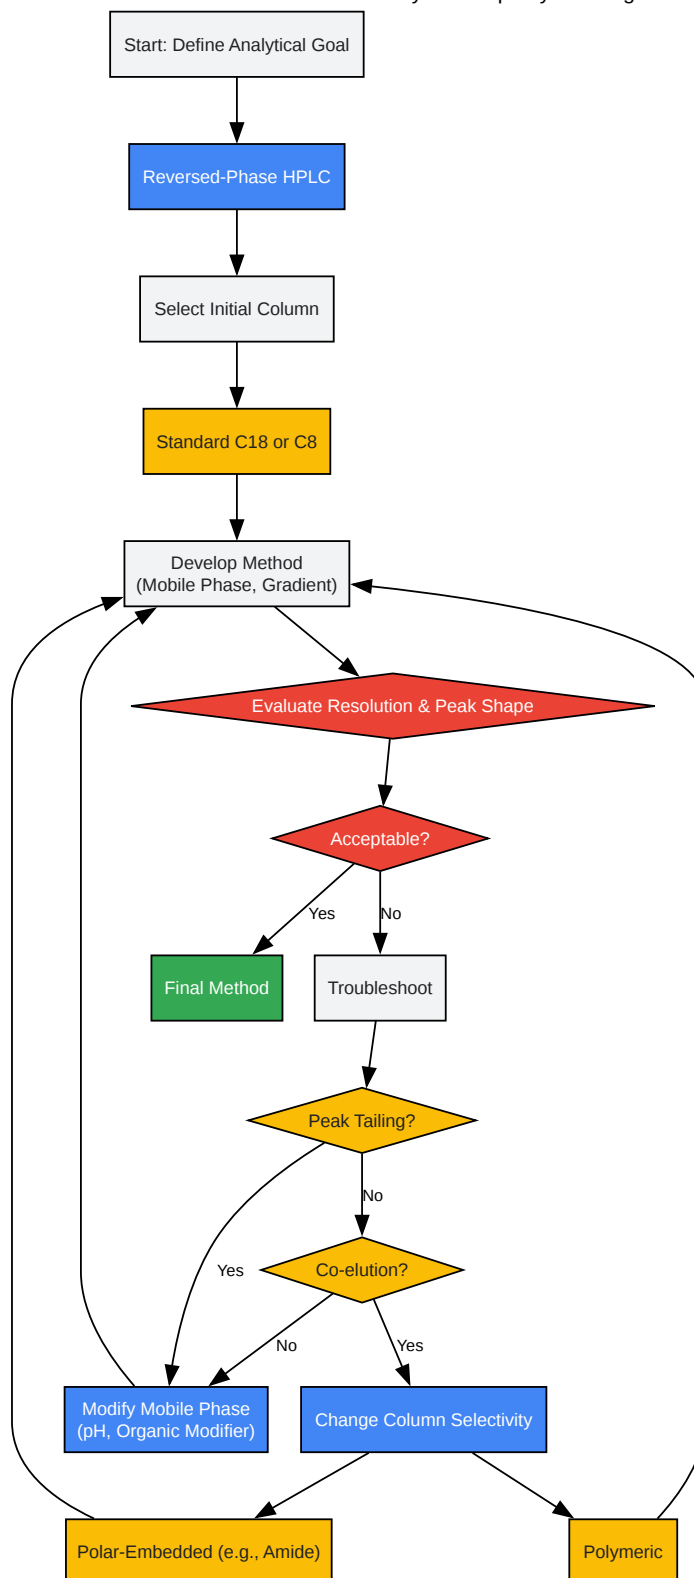 Start: Define Analytical Goal
Reversed-Phase HPLC
Select Initial Column
Standard C18 or C8
Develop Method
(Mobile Phase, Gradient)
Evaluate Resolution & Peak Shape
Acceptable?
Yes
No
Final Method
Troubleshoot
Peak Tailing?
No
Yes
Co-elution?
No
Yes
Modify Mobile Phase
(pH, Organic Modifier)
Change Column Selectivity
Polar-Embedded (e.g., Amide)
Polymeric